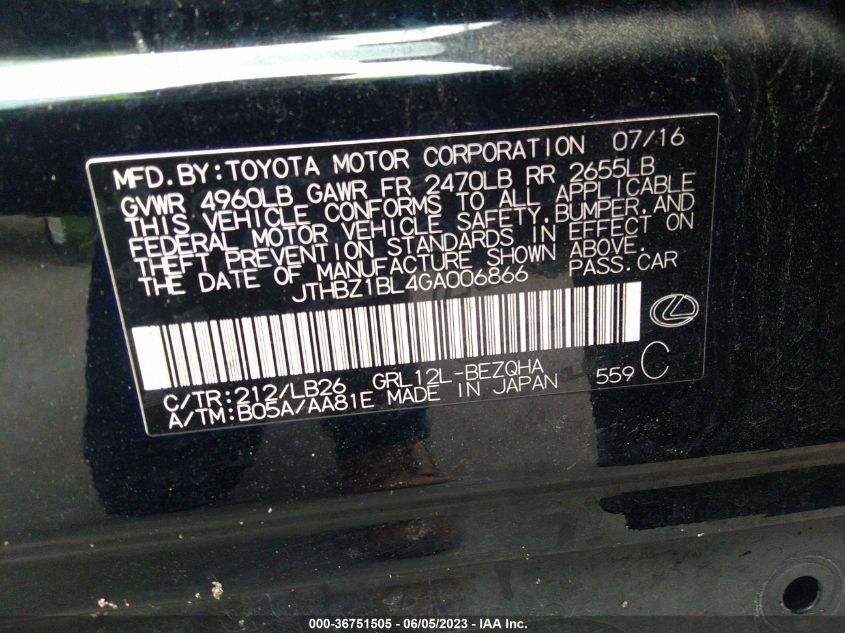 MFD.BY:TOYOTA MOTOR CORPORATION 07/16
GVWR 4960LB GAWR FR 2470LB RR 2655LB
THIS VEHICLE CONFORMS TO ALL APPLICABLE
FEDERAL MOTOR VEHICLE SAFETY,BUMPER,AND
THEFT PREVENTION STANDARDS IN EFFECT ON
THE DATE OF MANUFACTURE SHOWN ABOVE.
JTHBZ1BL4GA006866 PASS.CAR
C/TR:212/LB26 GRL12L-BEZQHA
A/TM:B05A/AA81E MADE IN JAPAN 559 C
000-36751505 - 06/05/2023 - IAA Inc.